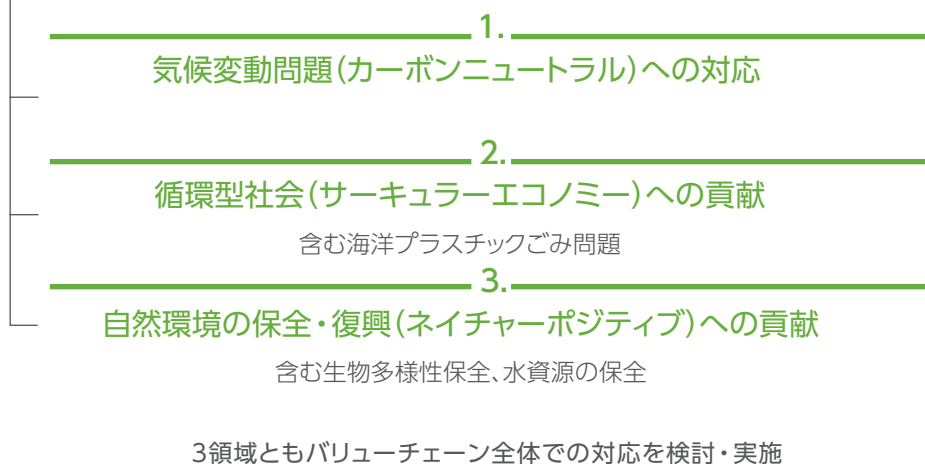 1.
気候変動問題(カーボンニュートラル)への対応
2.
循環型社会(サーキュラーエコノミー)への貢献
含む海洋プラスチックごみ問題
3.
自然環境の保全・復興(ネイチャーポジティブ)への貢献
含む生物多様性保全、水資源の保全
3領域ともバリューチェーン全体での対応を検討・実施